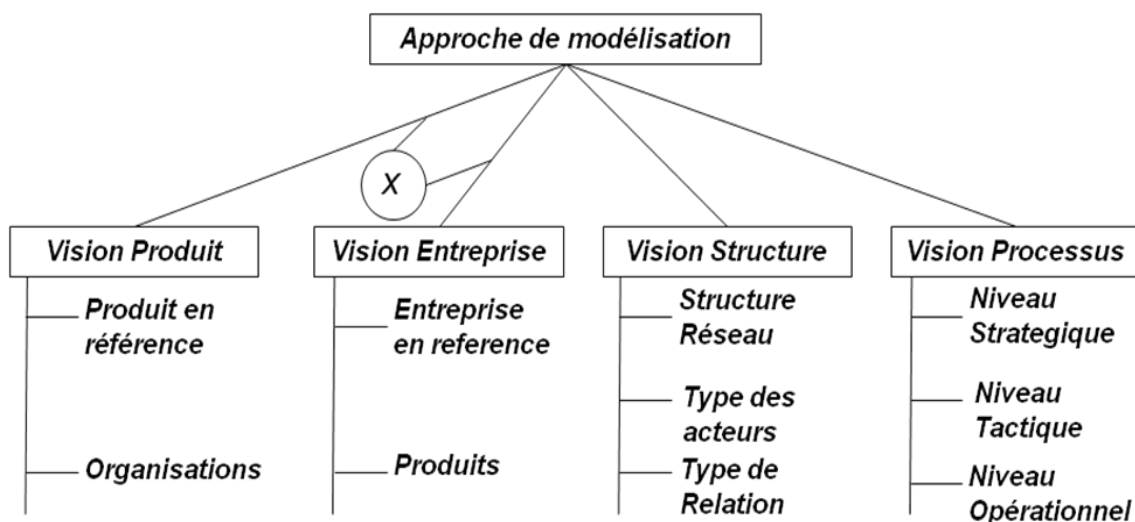 Approche de modélisation
X
Vision Produit
Produit en
référence
Organisations
Vision Entreprise
Entreprise
en reference
Produits
Vision Structure
Structure
Réseau
Type des
acteurs
Type de
Relation
Vision Processus
Niveau
Strategique
Niveau
Tactique
Niveau
Opérationnel